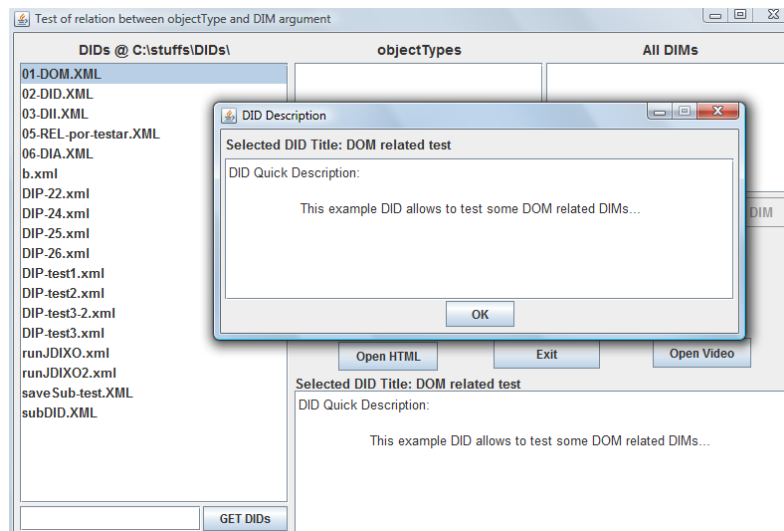 Test of relation between objectType and DIM argument
DIDs @ C:\stuffs\DIDs\
objectTypes
All DIMs
01-DOM.XML
02-DID.XML
03-DII.XML
05-REL-por-testar.XML
06-DIA.XML
b.xml
DIP-22.xml
DIP-24.xml
DIP-25.xml
DIP-26.xml
DIP-test1.xml
DIP-test2.xml
DIP-test3-2.xml
DIP-test3.xml
runJDIXO.xml
runJDIXO2.xml
saveSub-test.XML
subDID.XML
GET DIDs
DID Description
Selected DID Title: DOM related test
DID Quick Description:
This example DID allows to test some DOM related DIMs...
OK
DIM
Open HTML
Exit
Open Video
Selected DID Title: DOM related test
DID Quick Description:
This example DID allows to test some DOM related DIMs...